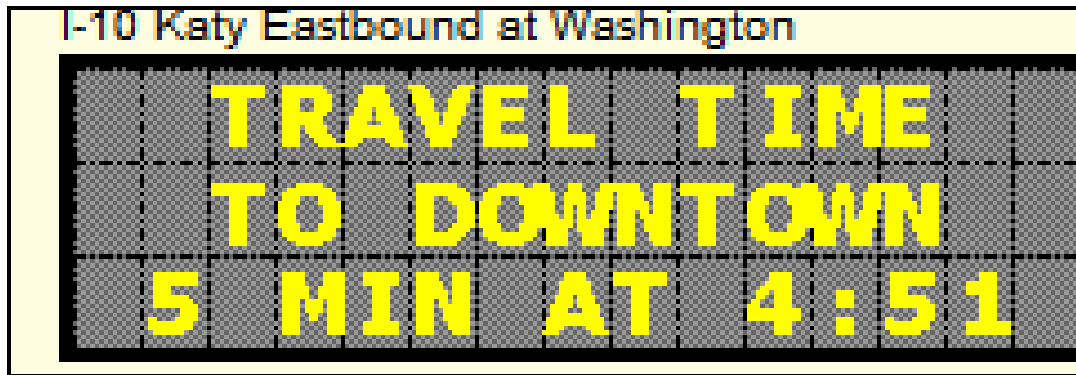 I-10 Katy Eastbound at Washington
TRAVEL TIME
TO DOWNTOWN
5 MIN AT 4:51